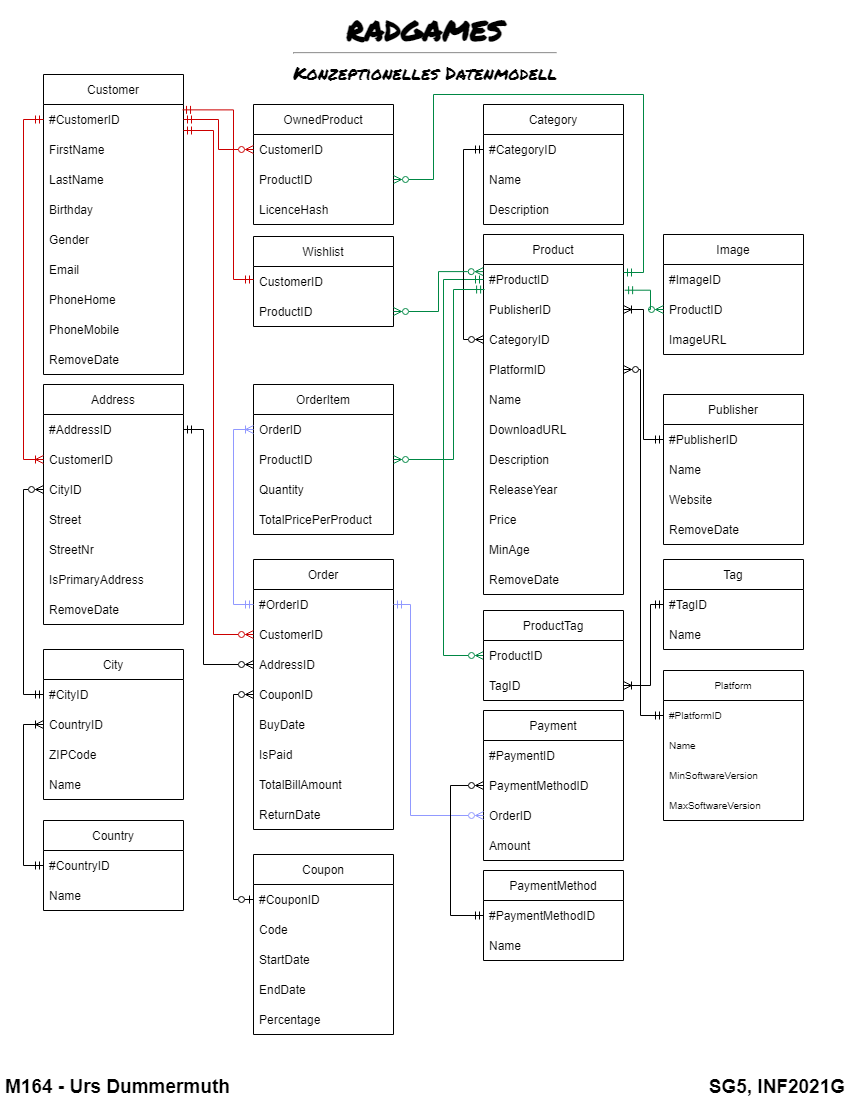 RADGAMES
Konzeptionelles Datenmodell
Customer
#CustomerID
FirstName
LastName
Birthday
Gender
Email
PhoneHome
PhoneMobile
RemoveDate
Address
#AddressID
CustomerID
CityID
Street
StreetNr
IsPrimaryAddress
RemoveDate
City
#CityID
CountryID
ZIPCode
Name
Country
#CountryID
Name
OwnedProduct
CustomerID
ProductID
LicenceHash
Wishlist
CustomerID
ProductID
OrderItem
OrderID
ProductID
Quantity
TotalPricePerProduct
Order
#OrderID
CustomerID
AddressID
CouponID
BuyDate
IsPaid
TotalBillAmount
ReturnDate
Coupon
#CouponID
Code
StartDate
EndDate
Percentage
Category
#CategoryID
Name
Description
Product
#ProductID
PublisherID
CategoryID
PlatformID
Name
DownloadURL
Description
ReleaseYear
Price
MinAge
RemoveDate
ProductTag
ProductID
TagID
Payment
#PaymentID
PaymentMethodID
OrderID
Amount
PaymentMethod
#PaymentMethodID
Name
Image
#ImageID
ProductID
ImageURL
Publisher
#PublisherID
Name
Website
RemoveDate
Tag
#TagID
Name
Platform
#PlatformID
Name
MinSoftwareVersion
MaxSoftwareVersion
M164 - Urs Dummermuth
SG5, INF2021G